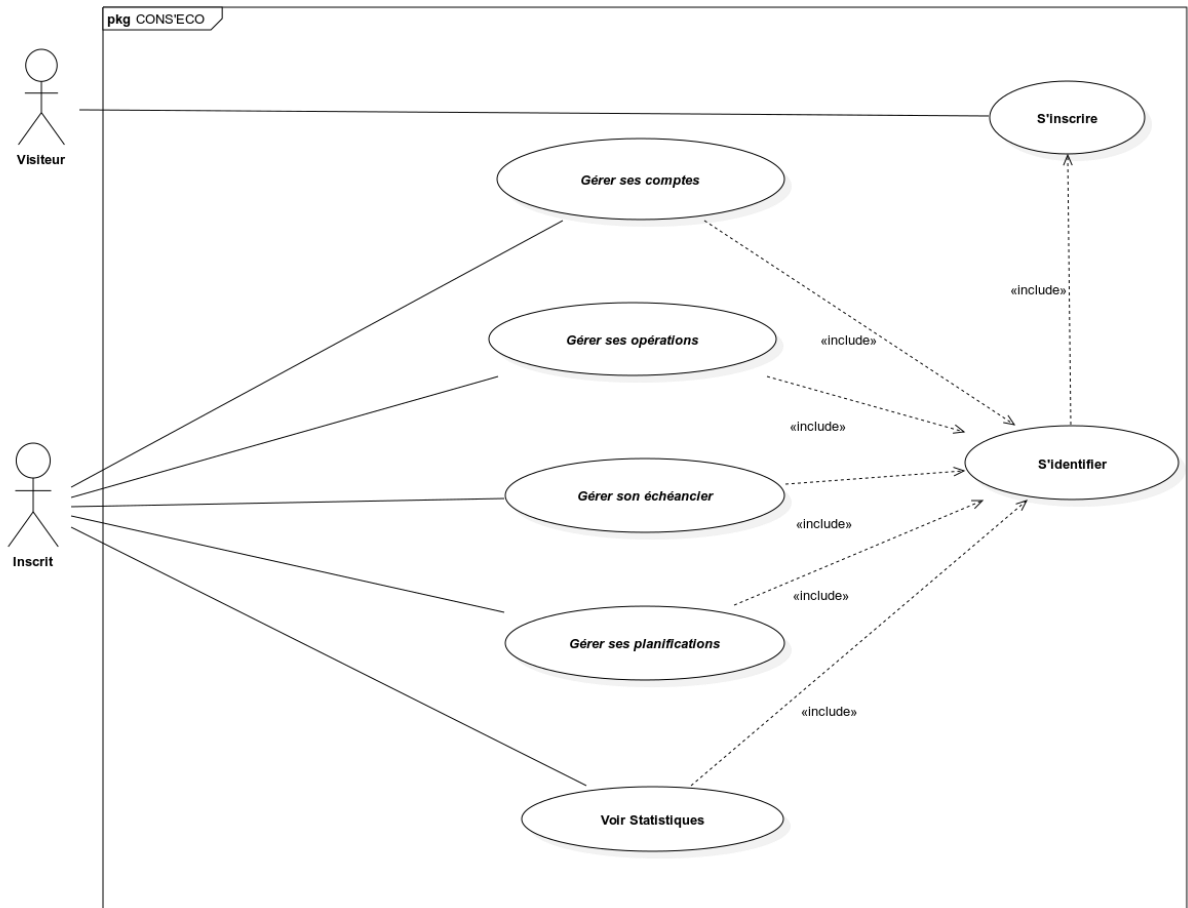 pkg CONS'ECO
Visiteur
S'inscrire
Gérer ses comptes
«include»
Gérer ses opérations
«include»
«include»
S'identifier
Gérer son échéancier
«include»
Inscrit
«include»
Gérer ses planifications
«include»
Voir Statistiques